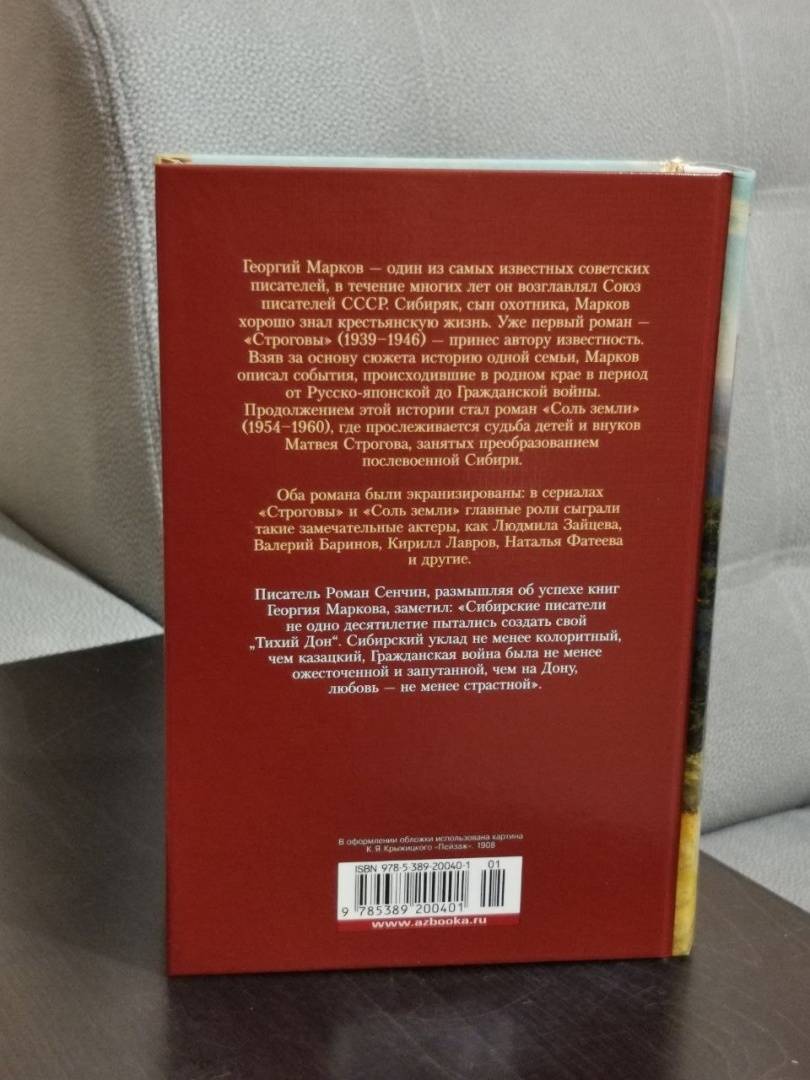 Георгий Марков — один из самых известных советских
писателей, в течение многих лет он возглавлял Союз
писателей СССР. Сибиряк, сын охотника, Марков
хорошо знал крестьянскую жизнь. Уже первый роман —
«Строговы» (1939–1946) — принес автору известность.
Взяв за основу сюжета историю одной семьи, Марков
описал события, происходившие в родном крае в период
от Русско-японской до Гражданской войны.
Продолжением этой истории стал роман «Соль земли»
(1954–1960), где прослеживается судьба детей и внуков
Матвея Строгова, занятых преобразованием
послевоенной Сибири.
Оба романа были экранизированы: в сериалах
«Строговы» и «Соль земли» главные роли сыграли
такие замечательные актеры, как Людмила Зайцева,
Валерий Баринов, Кирилл Лавров, Наталья Фатеева
и другие.
Писатель Роман Сенчин, размышляя об успехе книг
Георгия Маркова, заметил: «Сибирские писатели
не одно десятилетие пытались создать свой
„Тихий Дон“. Сибирский уклад не менее колоритный,
чем казацкий, Гражданская война была не менее
ожесточенной и запутанной, чем на Дону,
любовь — не менее страстной».
В оформлении обложки использована картина
К. Я. Крыжицкого «Пейзаж». 1908
ISBN 978-5-389-20040-1 01
9 785389 200401
www.azbooka.ru